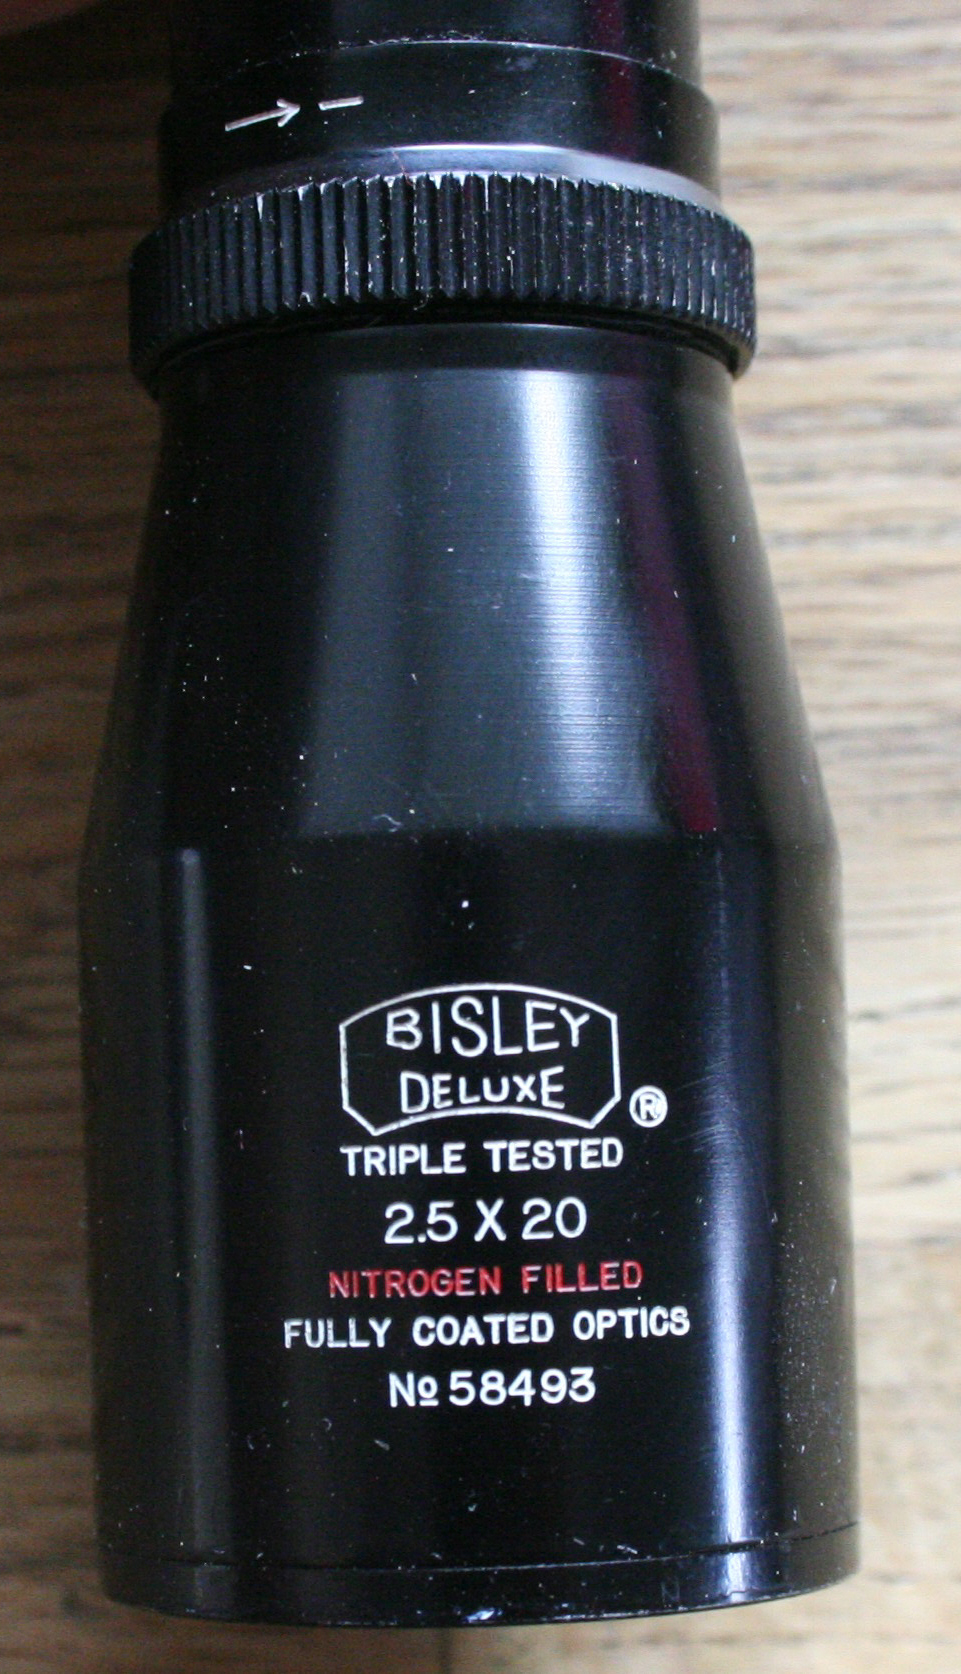 → –
BISLEY
DELUXE
®
TRIPLE TESTED
2.5 X 20
NITROGEN FILLED
FULLY COATED OPTICS
№ 58493